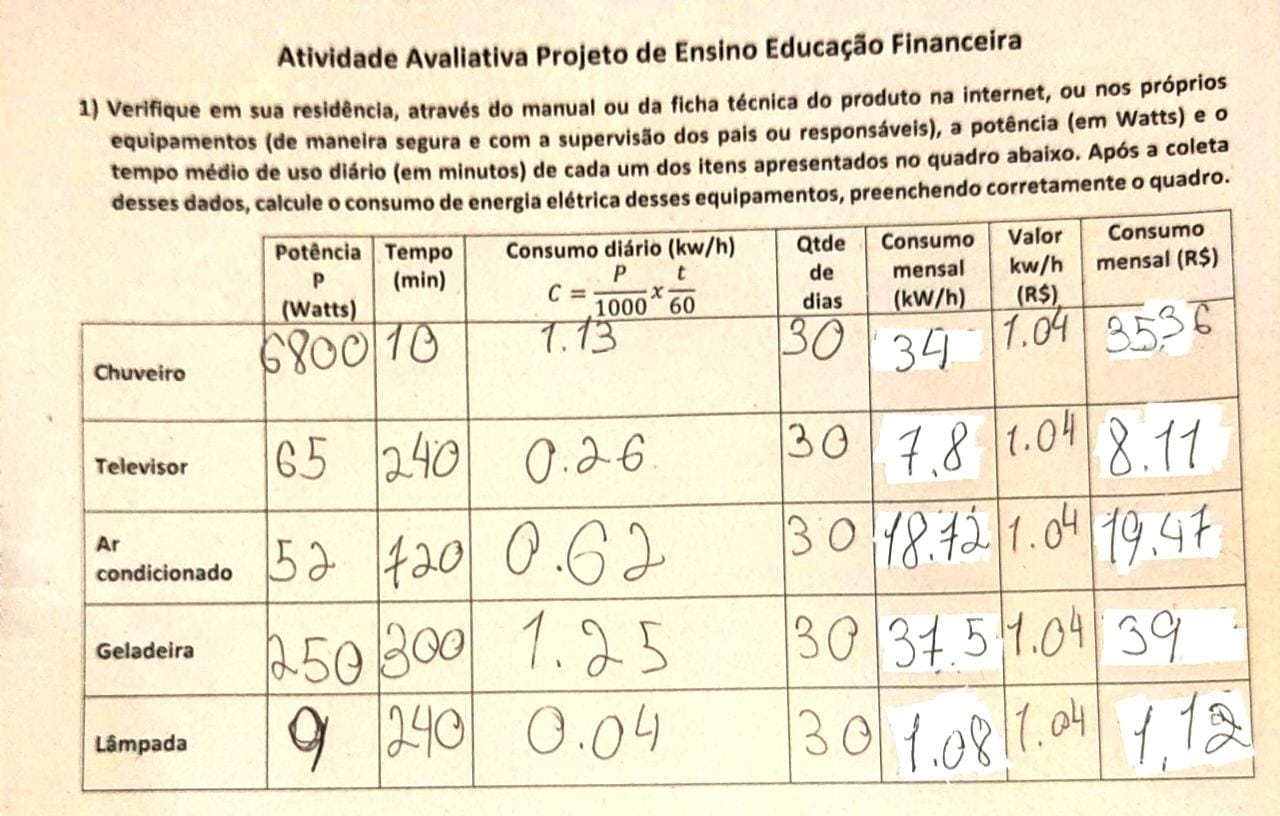 Atividade Avaliativa Projeto de Ensino Educação Financeira
1) Verifique em sua residência, através do manual ou da ficha técnica do produto na internet, ou nos próprios
equipamentos (de maneira segura e com a supervisão dos pais ou responsáveis), a potência (em Watts) e o
tempo médio de uso diário (em minutos) de cada um dos itens apresentados no quadro abaixo. Após a coleta
desses dados, calcule o consumo de energia elétrica desses equipamentos, preenchendo corretamente o quadro.
Potência P (Watts) Tempo (min) Consumo diário (kw/h) C = P/1000 x t/60 Qtde de dias Consumo mensal (kW/h) Valor kw/h (R$) Consumo mensal (R$)
Chuveiro 6800 10 1.13 30 34 1.04 35,36
Televisor 65 240 0.26 30 7.8 1.04 8.11
Ar condicionado 52 720 0.62 30 18.72 1.04 19.47
Geladeira 250 300 1.25 30 37.5 1.04 39
Lâmpada 9 240 0.04 30 1.08 1.04 1,12